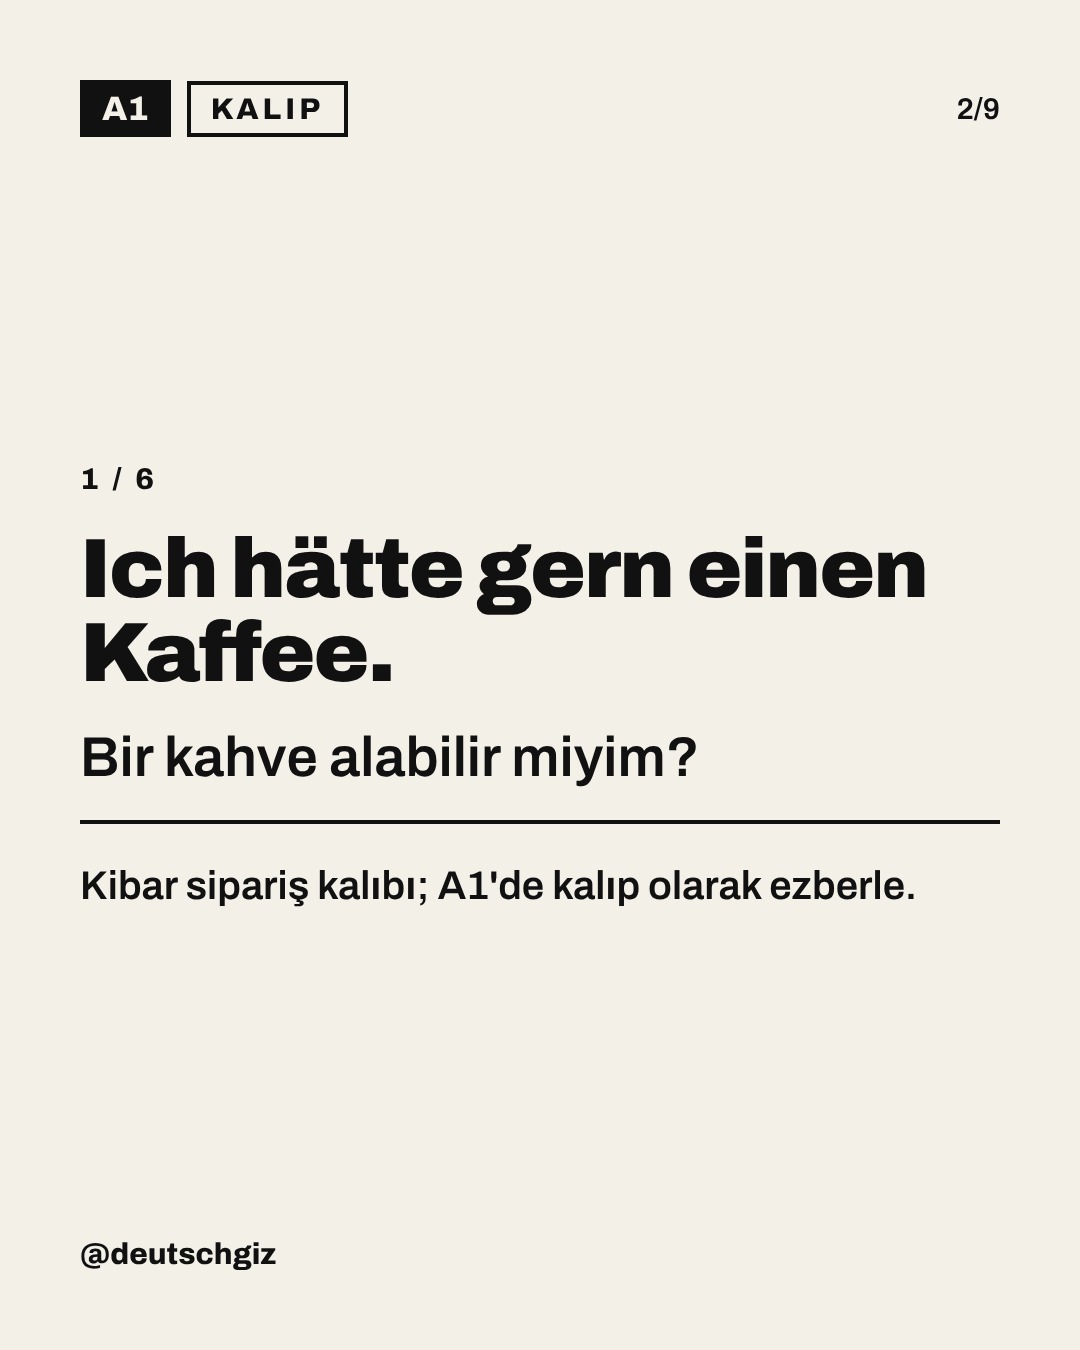 A1 KALIP 2/9
1 / 6
Ich hätte gern einen
Kaffee.
Bir kahve alabilir miyim?
Kibar sipariş kalıbı; A1'de kalıp olarak ezberle.
@deutschgiz